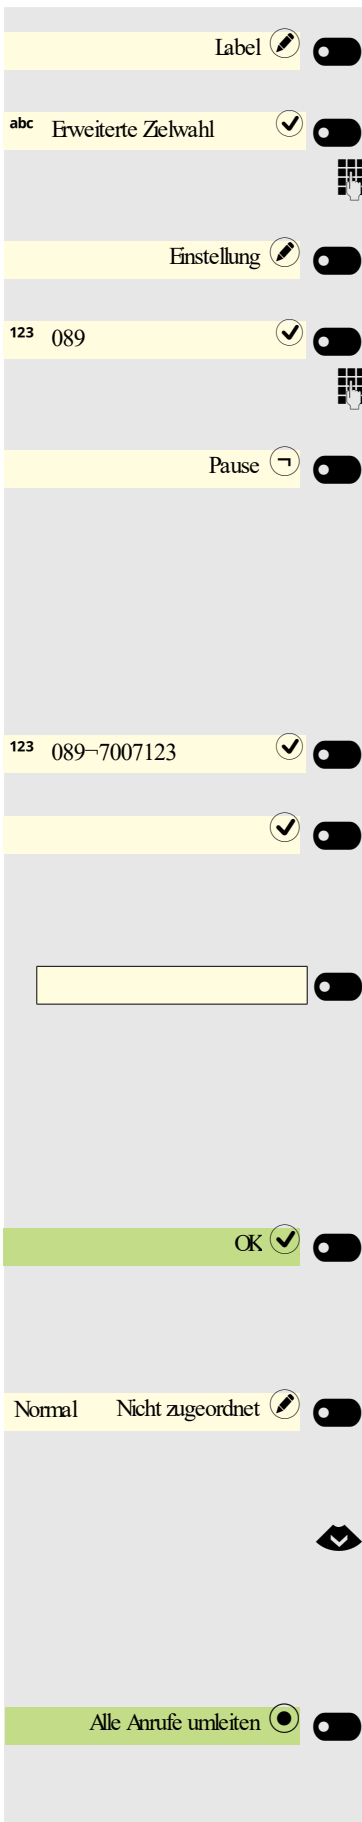 Label
abc Erweiterte Zielwahl
Einstellung
123 089
Pause ¬
123 089¬7007123
OK
Normal Nicht zugeordnet
Alle Anrufe umleiten